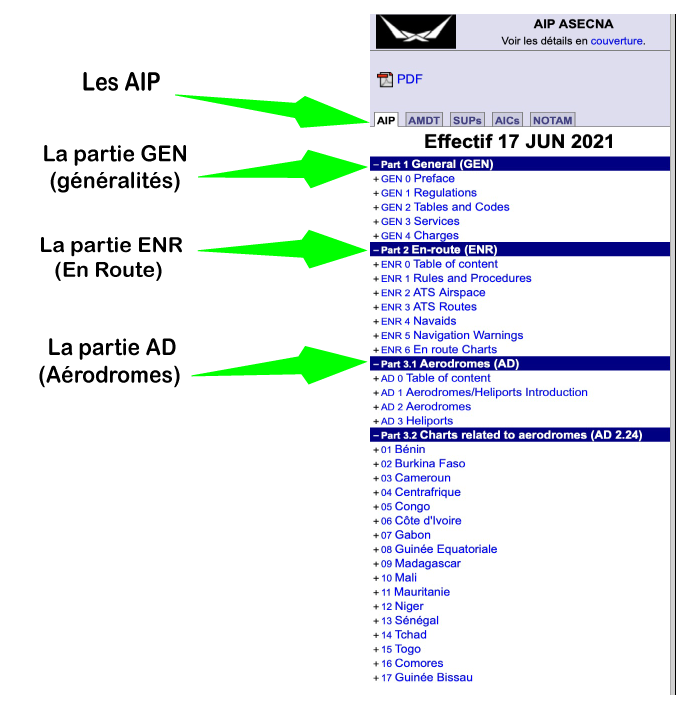 AIP ASECNA
Voir les détails en couverture.
PDF
Les AIP
AIP AMDT SUPs AICs NOTAM
Effectif 17 JUN 2021
La partie GEN
(généralités)
– Part 1 General (GEN)
+ GEN 0 Preface
+ GEN 1 Regulations
+ GEN 2 Tables and Codes
+ GEN 3 Services
+ GEN 4 Charges
La partie ENR
(En Route)
– Part 2 En-route (ENR)
+ ENR 0 Table of content
+ ENR 1 Rules and Procedures
+ ENR 2 ATS Airspace
+ ENR 3 ATS Routes
+ ENR 4 Navaids
+ ENR 5 Navigation Warnings
+ ENR 6 En route Charts
La partie AD
(Aérodromes)
– Part 3.1 Aerodromes (AD)
+ AD 0 Table of content
+ AD 1 Aerodromes/Heliports Introduction
+ AD 2 Aerodromes
+ AD 3 Heliports
– Part 3.2 Charts related to aerodromes (AD 2.24)
+ 01 Bénin
+ 02 Burkina Faso
+ 03 Cameroun
+ 04 Centrafrique
+ 05 Congo
+ 06 Côte d'Ivoire
+ 07 Gabon
+ 08 Guinée Equatoriale
+ 09 Madagascar
+ 10 Mali
+ 11 Mauritanie
+ 12 Niger
+ 13 Sénégal
+ 14 Tchad
+ 15 Togo
+ 16 Comores
+ 17 Guinée Bissau